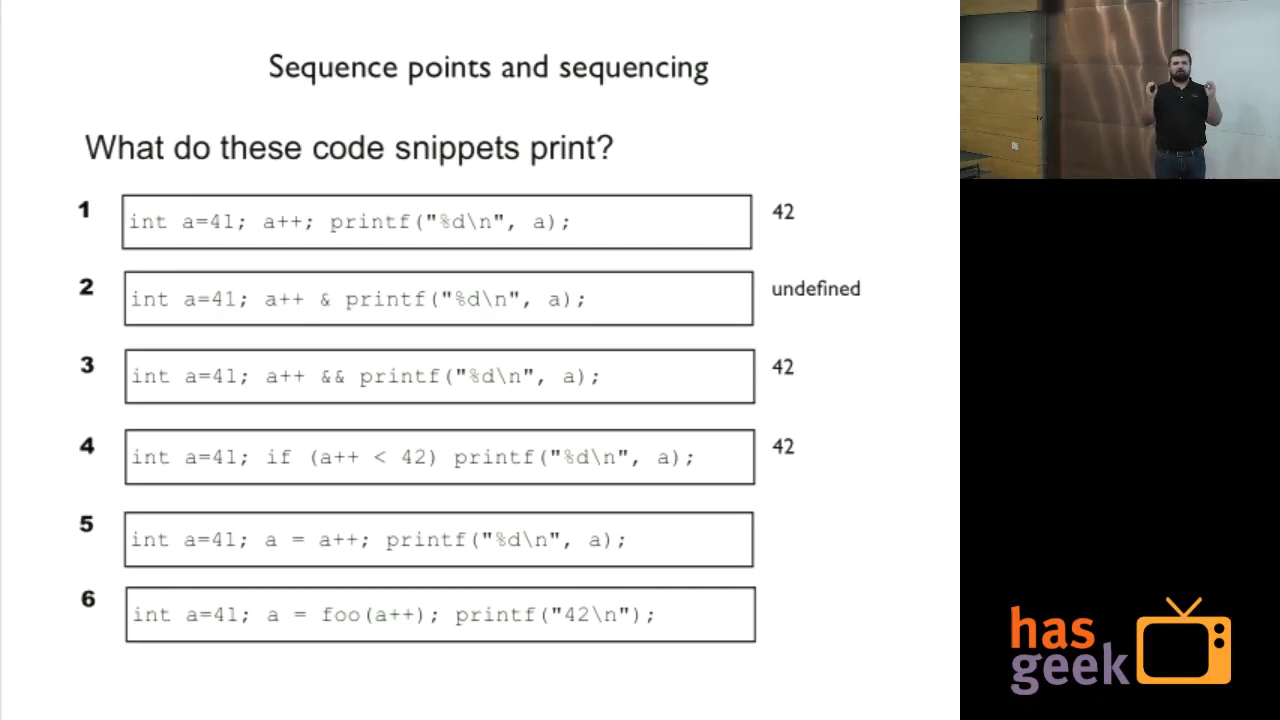 Sequence points and sequencing
What do these code snippets print?
1 int a=41; a++; printf("%d\n", a); 42
2 int a=41; a++ & printf("%d\n", a); undefined
3 int a=41; a++ && printf("%d\n", a); 42
4 int a=41; if (a++ < 42) printf("%d\n", a); 42
5 int a=41; a = a++; printf("%d\n", a);
6 int a=41; a = foo(a++); printf("42\n");
has
geek